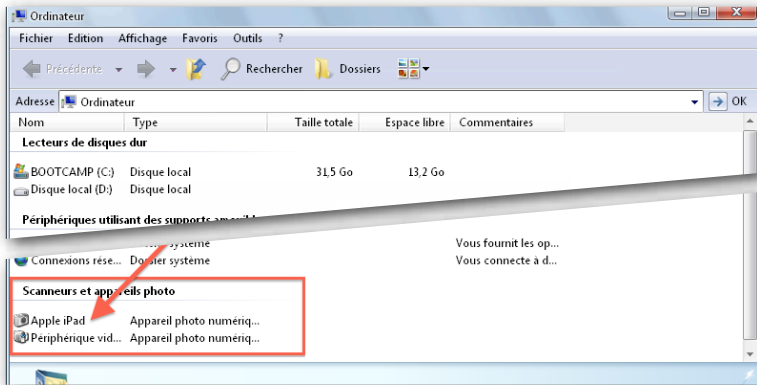 Ordinateur
Fichier Edition Affichage Favoris Outils ?
Précédente Rechercher Dossiers
Adresse Ordinateur OK
Nom Type Taille totale Espace libre Commentaires
Lecteurs de disques dur
BOOTCAMP (C:) Disque local 31,5 Go 13,2 Go
Disque local (D:) Disque local
Périphériques utilisant des supports
système Vous fournit les op...
Connexions rése... Dossier système Vous connecte à d...
Scanneurs et appareils photo
Apple iPad Appareil photo numériq...
Périphérique vid... Appareil photo numériq...